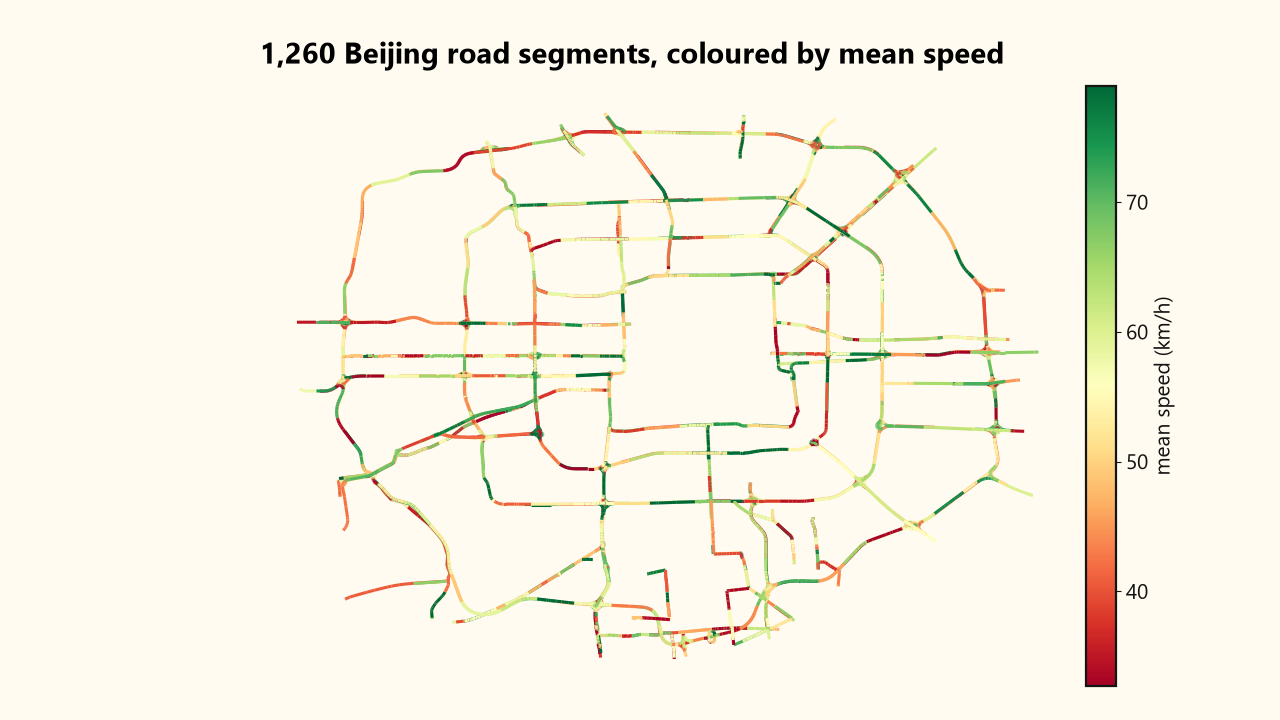 1,260 Beijing road segments, coloured by mean speed
70
60
50
40
mean speed (km/h)